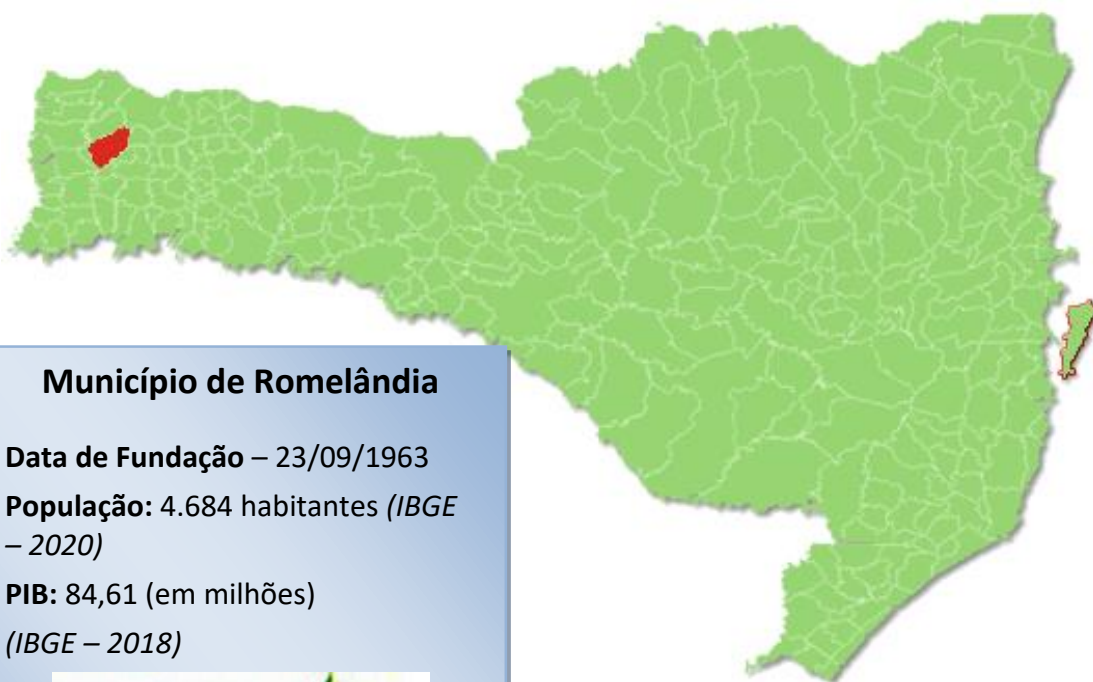 Município de Romelândia
Data de Fundação – 23/09/1963
População: 4.684 habitantes (IBGE
– 2020)
PIB: 84,61 (em milhões)
(IBGE – 2018)